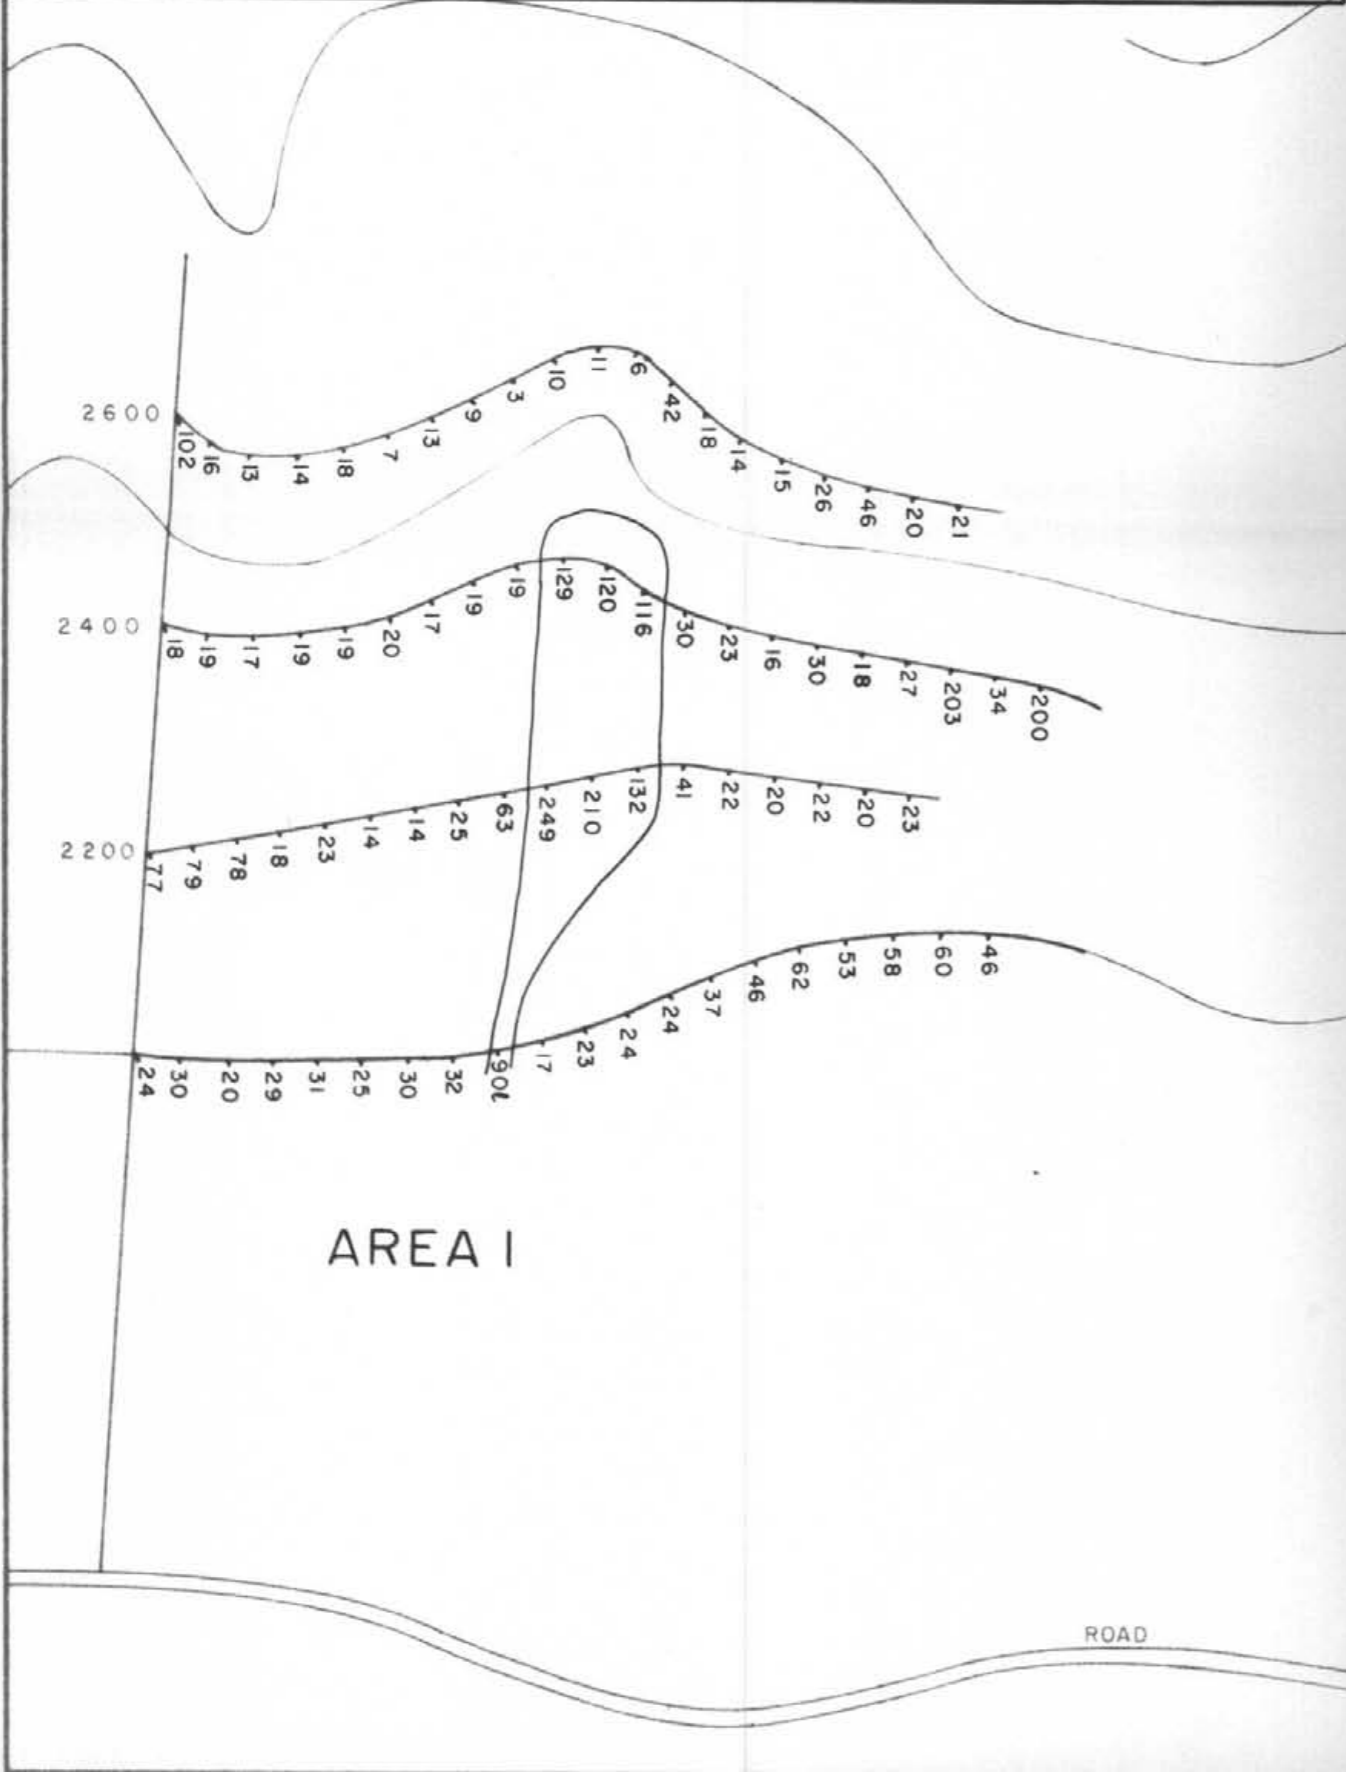 2600
102 16 13 14 18 7 13 9 3 10 11 6 42 18 14 15 26 46 20 21
2400
18 19 17 19 19 20 17 19 19 129 120 116 30 23 16 30 18 27 203 34 200
2200
77 79 78 18 23 14 14 25 63 249 210 132 41 22 20 22 20 23
24 30 20 29 31 25 30 32 90l 17 23 24 24 37 46 62 53 58 60 46
AREA I
ROAD